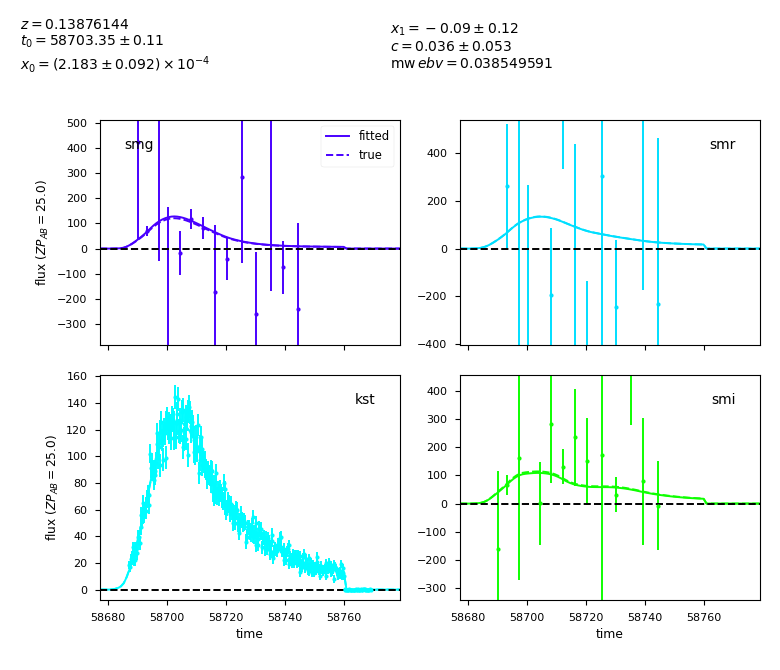 z = 0.13876144
t₀ = 58703.35 ± 0.11
x₀ = (2.183 ± 0.092) × 10⁻⁴
x₁ = −0.09 ± 0.12
c = 0.036 ± 0.053
mw ebv = 0.038549591
500
400
300
200
100
0
−100
−200
−300
flux (ZP_AB = 25.0)
smg
fitted
true
400
200
0
−200
−400
smr
160
140
120
100
80
60
40
20
0
flux (ZP_AB = 25.0)
kst
58680 58700 58720 58740 58760
time
400
300
200
100
0
−100
−200
−300
smi
58680 58700 58720 58740 58760
time